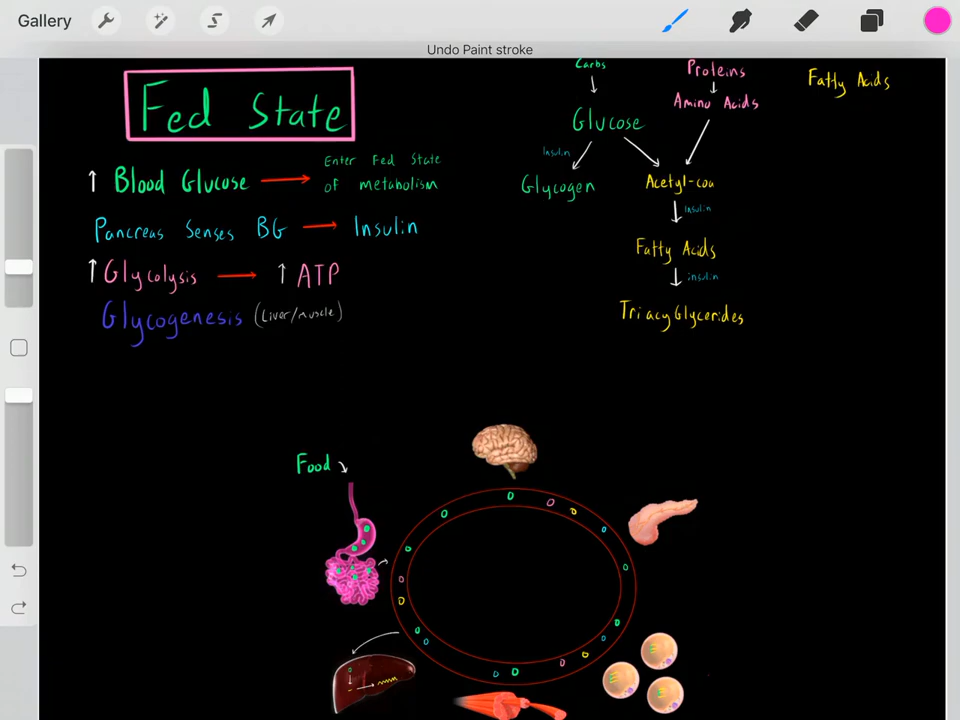 Gallery
Undo Paint stroke
Fed State
↑ Blood Glucose → Enter Fed State
of metabolism
Pancreas Senses BG → Insulin
↑ Glycolysis → ↑ ATP
Glycogenesis (Liver/muscle)
Carbs
Proteins
Fatty Acids
Amino Acids
Glucose
Insulin
Glycogen
Acetyl-coa
Insulin
Fatty Acids
insulin
Triacyglycerides
Food